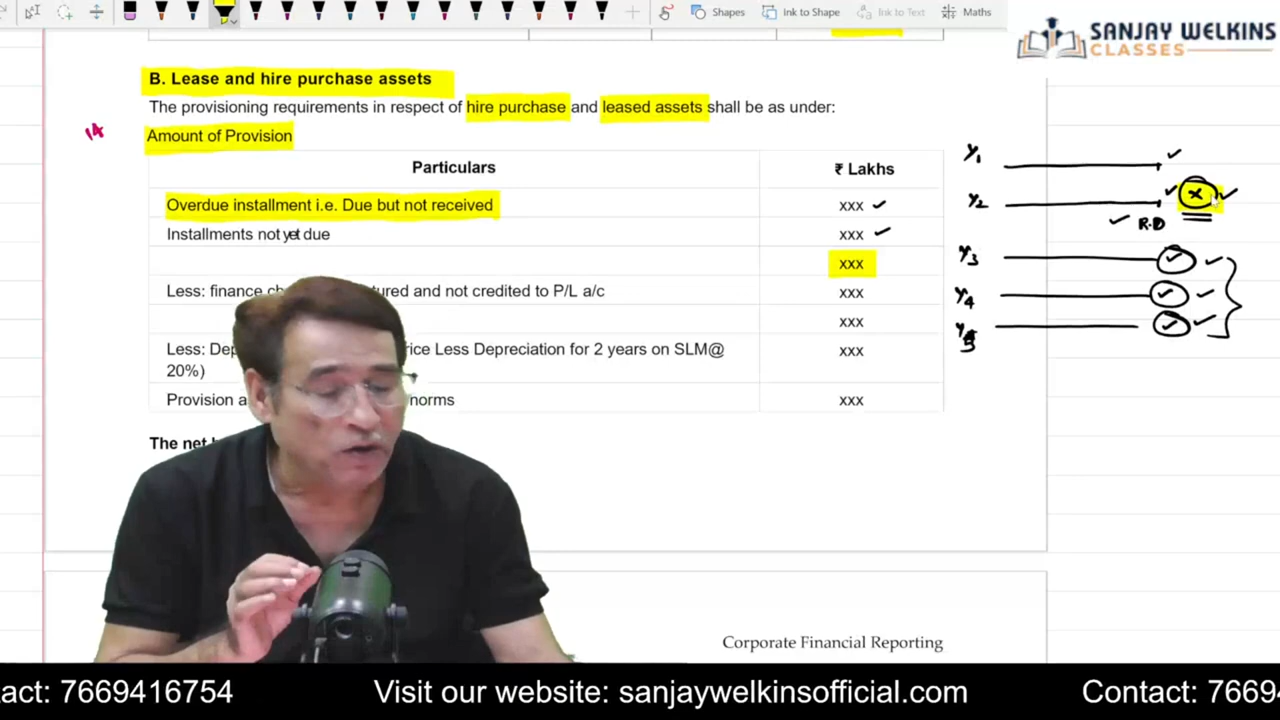 Shapes Ink to Shape Ink to Text Maths
SANJAY WELKINS
CLASSES
B. Lease and hire purchase assets
The provisioning requirements in respect of hire purchase and leased assets shall be as under:
14
Amount of Provision
Particulars ₹ Lakhs
Overdue installment i.e. Due but not received xxx
Installments not yet due xxx
xxx
Less: finance ch tured and not credited to P/L a/c xxx
xxx
Less: Dep rice Less Depreciation for 2 years on SLM@ xxx
20%)
Provision a norms xxx
The net
Y1
Y2
R.D
Y3
Y4
5
Corporate Financial Reporting
tact: 7669416754 Visit our website: sanjaywelkinsofficial.com Contact: 7669